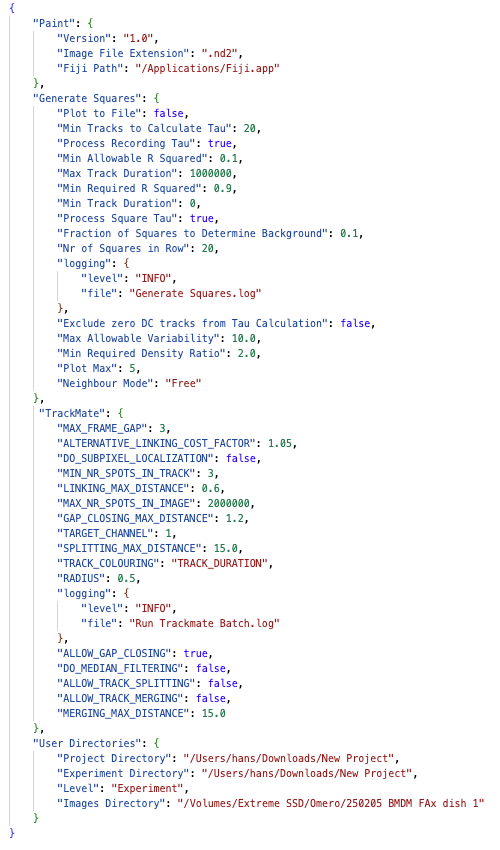 {
    "Paint": {
        "Version": "1.0",
        "Image File Extension": ".nd2",
        "Fiji Path": "/Applications/Fiji.app"
    },
    "Generate Squares": {
        "Plot to File": false,
        "Min Tracks to Calculate Tau": 20,
        "Process Recording Tau": true,
        "Min Allowable R Squared": 0.1,
        "Max Track Duration": 1000000,
        "Min Required R Squared": 0.9,
        "Min Track Duration": 0,
        "Process Square Tau": true,
        "Fraction of Squares to Determine Background": 0.1,
        "Nr of Squares in Row": 20,
        "logging": {
            "level": "INFO",
            "file": "Generate Squares.log"
        },
        "Exclude zero DC tracks from Tau Calculation": false,
        "Max Allowable Variability": 10.0,
        "Min Required Density Ratio": 2.0,
        "Plot Max": 5,
        "Neighbour Mode": "Free"
    },
     "TrackMate": {
        "MAX_FRAME_GAP": 3,
        "ALTERNATIVE_LINKING_COST_FACTOR": 1.05,
        "DO_SUBPIXEL_LOCALIZATION": false,
        "MIN_NR_SPOTS_IN_TRACK": 3,
        "LINKING_MAX_DISTANCE": 0.6,
        "MAX_NR_SPOTS_IN_IMAGE": 2000000,
        "GAP_CLOSING_MAX_DISTANCE": 1.2,
        "TARGET_CHANNEL": 1,
        "SPLITTING_MAX_DISTANCE": 15.0,
        "TRACK_COLOURING": "TRACK_DURATION",
        "RADIUS": 0.5,
        "logging": {
            "level": "INFO",
            "file": "Run Trackmate Batch.log"
        },
        "ALLOW_GAP_CLOSING": true,
        "DO_MEDIAN_FILTERING": false,
        "ALLOW_TRACK_SPLITTING": false,
        "ALLOW_TRACK_MERGING": false,
        "MERGING_MAX_DISTANCE": 15.0
    },
    "User Directories": {
        "Project Directory": "/Users/hans/Downloads/New Project",
        "Experiment Directory": "/Users/hans/Downloads/New Project",
        "Level": "Experiment",
        "Images Directory": "/Volumes/Extreme SSD/Omero/250205 BMDM FAx dish 1"
    }
}